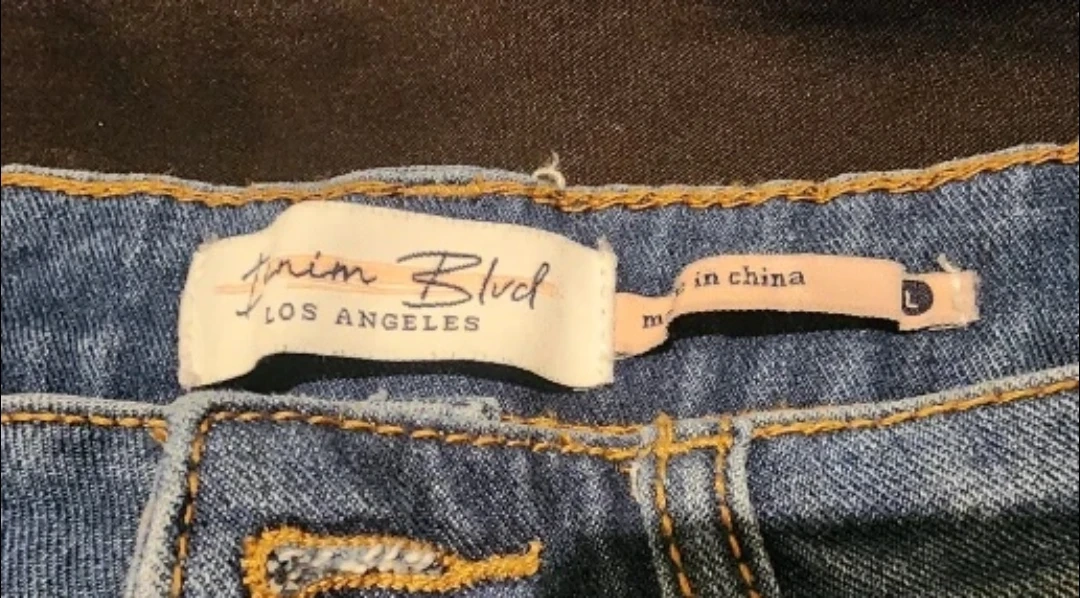 Denim Blvd
LOS ANGELES
in china
L